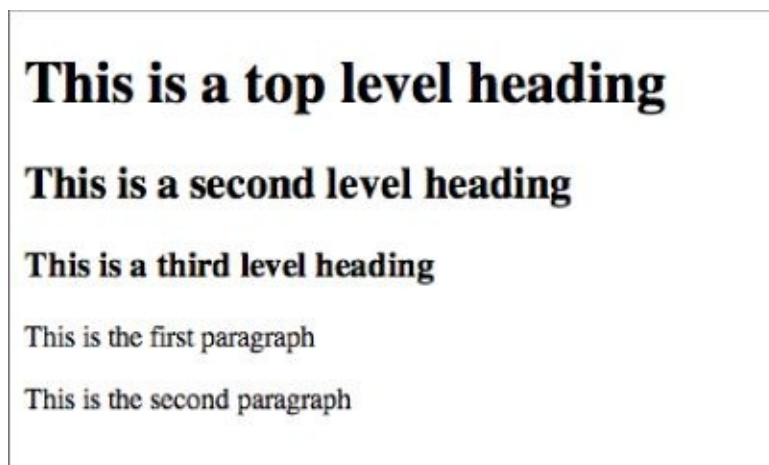 This is a top level heading
This is a second level heading
This is a third level heading
This is the first paragraph
This is the second paragraph